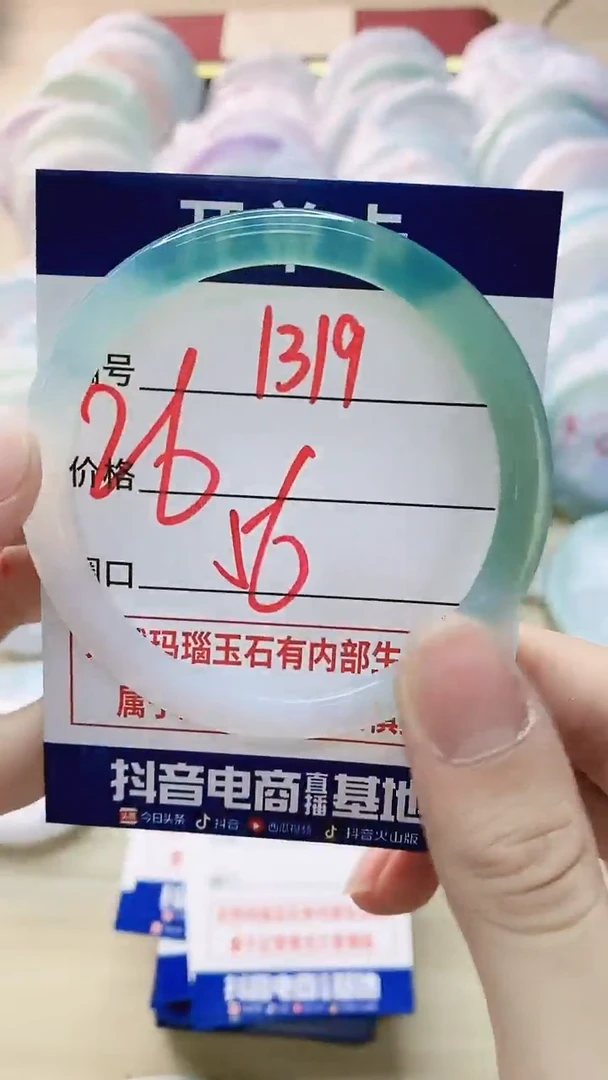 号 1319
价格 26
口 56
玛瑙玉石有内部生
属于
抖音电商直播基地
今日头条 抖音 西瓜视频 抖音火山版